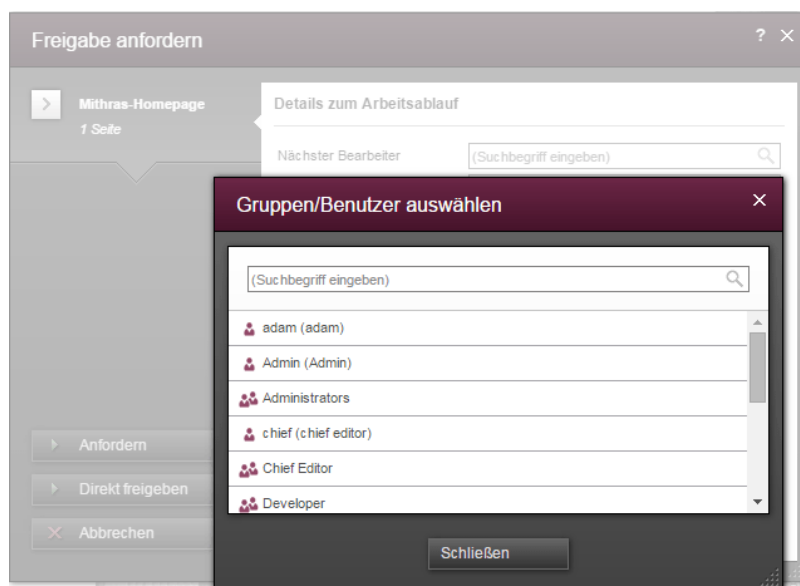 Freigabe anfordern
? ×
Mithras-Homepage
1 Seite
Details zum Arbeitsablauf
Nächster Bearbeiter
(Suchbegriff eingeben)
Gruppen/Benutzer auswählen
×
(Suchbegriff eingeben)
adam (adam)
Admin (Admin)
Administrators
chief (chief editor)
Chief Editor
Developer
Anfordern
Direkt freigeben
Abbrechen
Schließen